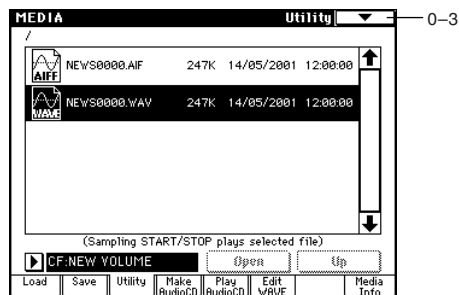 MEDIA Utility
0–3
/
AIFF NEWS0000.AIF 247K 14/05/2001 12:00:00
WAVE NEWS0000.WAV 247K 14/05/2001 12:00:00
(Sampling START/STOP plays selected file)
CF:NEW VOLUME Open Up
Load Save Utility Make AudioCD Play AudioCD Edit WAVE Media Info